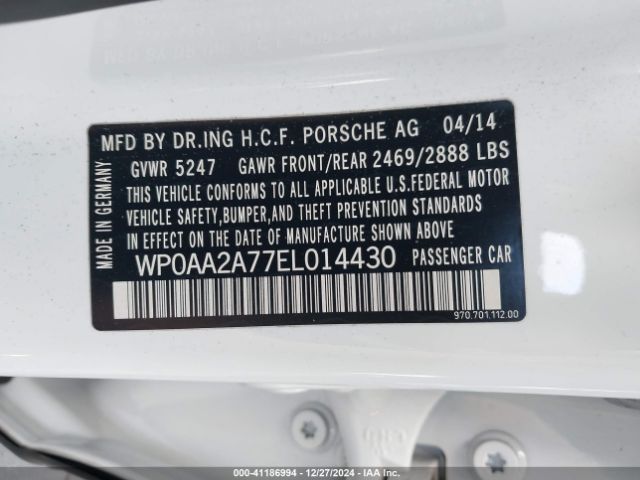 MFD BY DR.ING H.C.F. PORSCHE AG 04/14
GVWR 5247 GAWR FRONT/REAR 2469/2888 LBS
THIS VEHICLE CONFORMS TO ALL APPLICABLE U.S.FEDERAL MOTOR
VEHICLE SAFETY,BUMPER,AND THEFT PREVENTION STANDARDS
IN EFFECT ON THE DATE OF MANUFACTURE SHOWN ABOVE
WP0AA2A77EL014430 PASSENGER CAR
MADE IN GERMANY
970.701.112.00
000-41186994 | 12/27/2024 | IAA Inc.